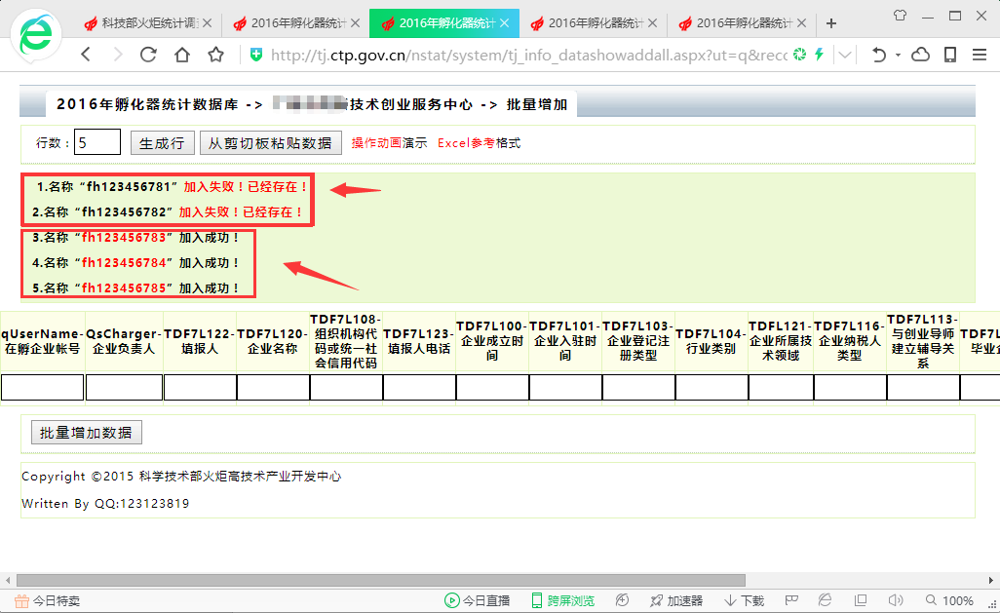 科技部火炬统计调
2016年孵化器统计
2016年孵化器统计
2016年孵化器统计
2016年孵化器统计
http://tj.ctp.gov.cn/nstat/system/tj_info_datashowaddall.aspx?ut=q&rec
2016年孵化器统计数据库 -> 技术创业服务中心 -> 批量增加
行数：5 生成行 从剪切板粘贴数据 操作动画演示 Excel参考格式
1.名称“fh123456781”加入失败！已经存在！
2.名称“fh123456782”加入失败！已经存在！
3.名称“fh123456783”加入成功！
4.名称“fh123456784”加入成功！
5.名称“fh123456785”加入成功！
qUserName-
在孵企业帐号
QsCharger-
企业负责人
TDF7L122-
填报人
TDF7L120-
企业名称
TDF7L108-
组织机构代
码或统一社
会信用代码
TDF7L123-
填报人电话
TDF7L100-
企业成立时
间
TDF7L101-
企业入驻时
间
TDF7L103-
企业登记注
册类型
TDF7L104-
行业类别
TDFL121-
企业所属技
术领域
TDF7L116-
企业纳税人
类型
TDF7L113-
与创业导师
建立辅导关
系
TDF7L
毕业企
批量增加数据
Copyright ©2015 科学技术部火炬高技术产业开发中心
Written By QQ:123123819
今日特卖 今日直播 跨屏浏览 加速器 下载 100%